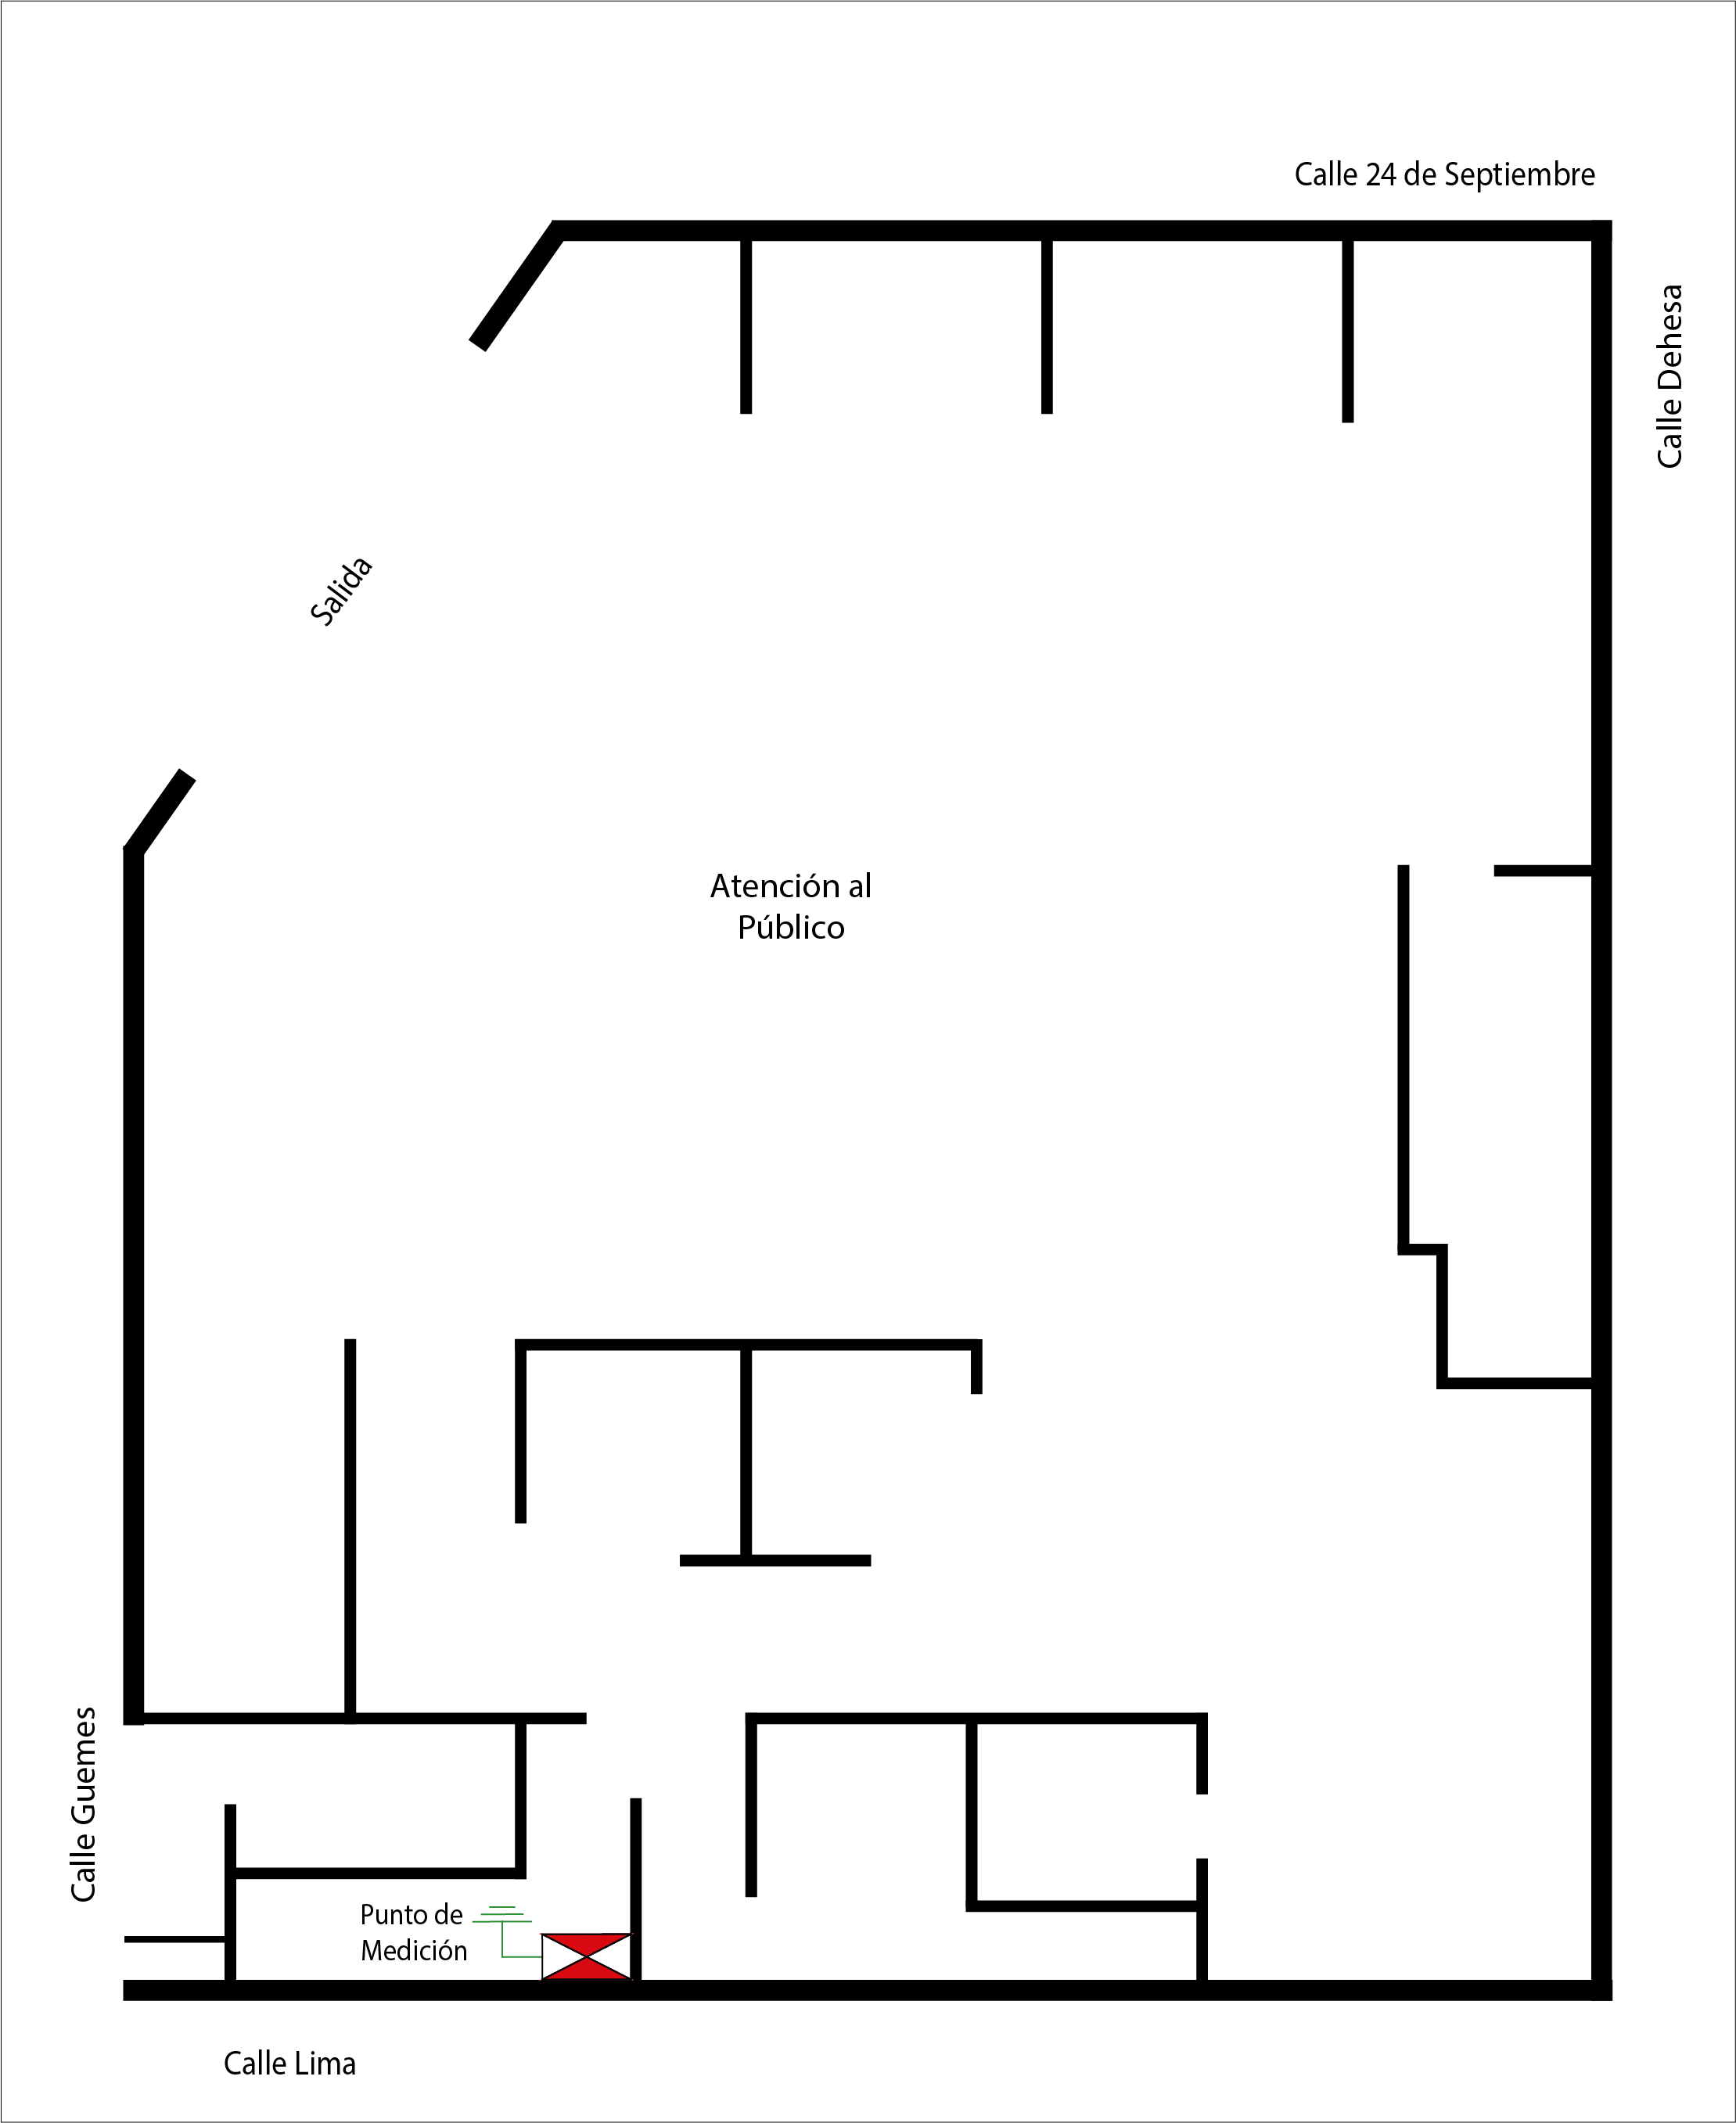 Calle 24 de Septiembre
Calle Dehesa
Salida
Atención al
Público
Calle Guemes
Punto de
Medición
Calle Lima